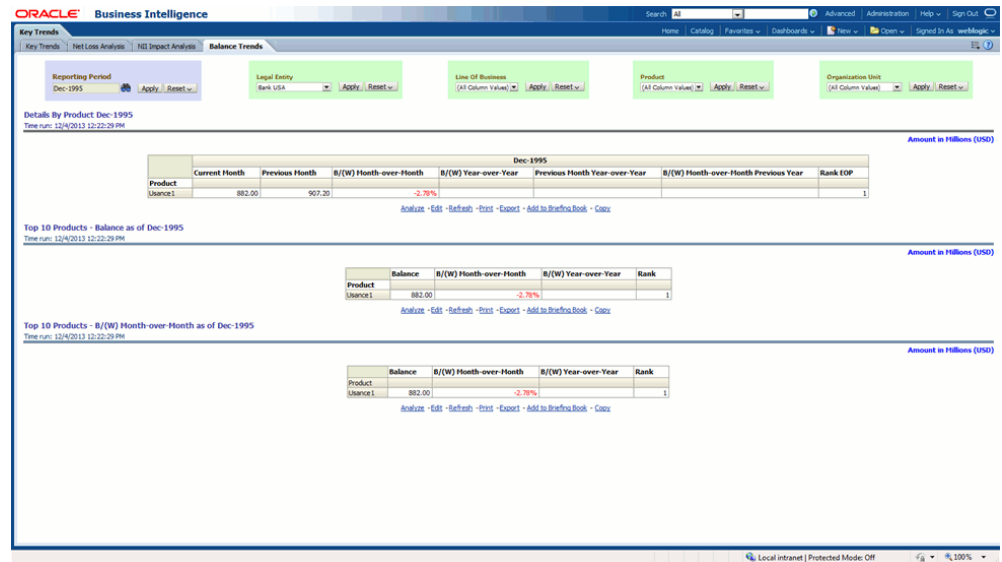 ORACLE Business Intelligence Search All Advanced Administration Help Sign Out
Key Trends Home Catalog Favorites Dashboards New Open Signed In As weblogic
Key Trends Net Loss Analysis NII Impact Analysis Balance Trends
Reporting Period Legal Entity Line Of Business Product Organization Unit
Dec-1995 Apply Reset Bank USA Apply Reset (All Column Values) Apply Reset (All Column Values) Apply Reset (All Column Values) Apply Reset
Details By Product Dec-1995
Time run: 12/4/2013 12:22:29 PM
Amount in Millions (USD)
Dec-1995
Current Month Previous Month B/(W) Month-over-Month B/(W) Year-over-Year Previous Month Year-over-Year B/(W) Month-over-Month Previous Year Rank EOP
Product
Usance1 882.00 907.20 -2.78% 1
Analyze - Edit - Refresh - Print - Export - Add to Briefing Book - Copy
Top 10 Products - Balance as of Dec-1995
Time run: 12/4/2013 12:22:29 PM
Amount in Millions (USD)
Balance B/(W) Month-over-Month B/(W) Year-over-Year Rank
Product
Usance1 882.00 -2.78% 1
Analyze - Edit - Refresh - Print - Export - Add to Briefing Book - Copy
Top 10 Products - B/(W) Month-over-Month as of Dec-1995
Time run: 12/4/2013 12:22:29 PM
Amount in Millions (USD)
Balance B/(W) Month-over-Month B/(W) Year-over-Year Rank
Product
Usance1 882.00 -2.78% 1
Analyze - Edit - Refresh - Print - Export - Add to Briefing Book - Copy
Local intranet | Protected Mode: Off 100%